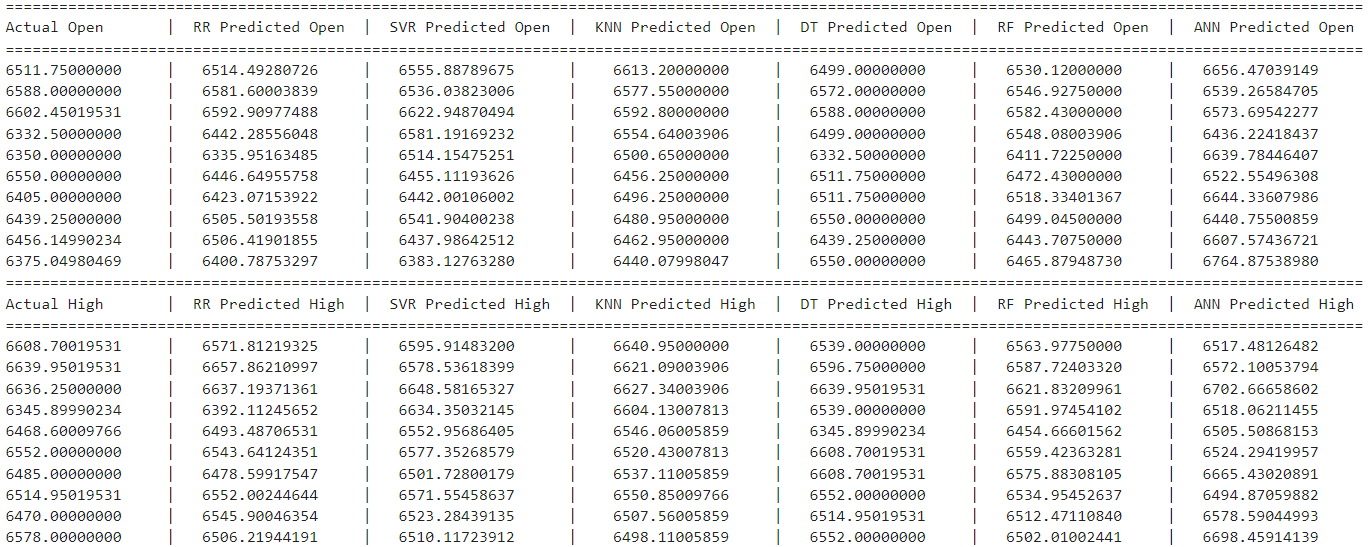 Actual Open | RR Predicted Open | SVR Predicted Open | KNN Predicted Open | DT Predicted Open | RF Predicted Open | ANN Predicted Open
6511.75000000 | 6514.49280726 | 6555.88789675 | 6613.20000000 | 6499.00000000 | 6530.12000000 | 6656.47039149
6588.00000000 | 6581.60003839 | 6536.03823006 | 6577.55000000 | 6572.00000000 | 6546.92750000 | 6539.26584705
6602.45019531 | 6592.90977488 | 6622.94870494 | 6592.80000000 | 6588.00000000 | 6582.43000000 | 6573.69542277
6332.50000000 | 6442.28556048 | 6581.19169232 | 6554.64003906 | 6499.00000000 | 6548.08003906 | 6436.22418437
6350.00000000 | 6335.95163485 | 6514.15475251 | 6500.65000000 | 6332.50000000 | 6411.72250000 | 6639.78446407
6550.00000000 | 6446.64955758 | 6455.11193626 | 6456.25000000 | 6511.75000000 | 6472.43000000 | 6522.55496308
6405.00000000 | 6423.07153922 | 6442.00106002 | 6496.25000000 | 6511.75000000 | 6518.33401367 | 6644.33607986
6439.25000000 | 6505.50193558 | 6541.90400238 | 6480.95000000 | 6550.00000000 | 6499.04500000 | 6440.75500859
6456.14990234 | 6506.41901855 | 6437.98642512 | 6462.95000000 | 6439.25000000 | 6443.70750000 | 6607.57436721
6375.04980469 | 6400.78753297 | 6383.12763280 | 6440.07998047 | 6550.00000000 | 6465.87948730 | 6764.87538980
Actual High | RR Predicted High | SVR Predicted High | KNN Predicted High | DT Predicted High | RF Predicted High | ANN Predicted High
6608.70019531 | 6571.81219325 | 6595.91483200 | 6640.95000000 | 6539.00000000 | 6563.97750000 | 6517.48126482
6639.95019531 | 6657.86210997 | 6578.53618399 | 6621.09003906 | 6596.75000000 | 6587.72403320 | 6572.10053794
6636.25000000 | 6637.19371361 | 6648.58165327 | 6627.34003906 | 6639.95019531 | 6621.83209961 | 6702.66658602
6345.89990234 | 6392.11245652 | 6634.35032145 | 6604.13007813 | 6539.00000000 | 6591.97454102 | 6518.06211455
6468.60009766 | 6493.48706531 | 6552.95686405 | 6546.06005859 | 6345.89990234 | 6454.66601562 | 6505.50868153
6552.00000000 | 6543.64124351 | 6577.35268579 | 6520.43007813 | 6608.70019531 | 6559.42363281 | 6524.29419957
6485.00000000 | 6478.59917547 | 6501.72800179 | 6537.11005859 | 6608.70019531 | 6575.88308105 | 6665.43020891
6514.95019531 | 6552.00244644 | 6571.55458637 | 6550.85009766 | 6552.00000000 | 6534.95452637 | 6494.87059882
6470.00000000 | 6545.90046354 | 6523.28439135 | 6507.56005859 | 6514.95019531 | 6512.47110840 | 6578.59044993
6578.00000000 | 6506.21944191 | 6510.11723912 | 6498.11005859 | 6552.00000000 | 6502.01002441 | 6698.45914139